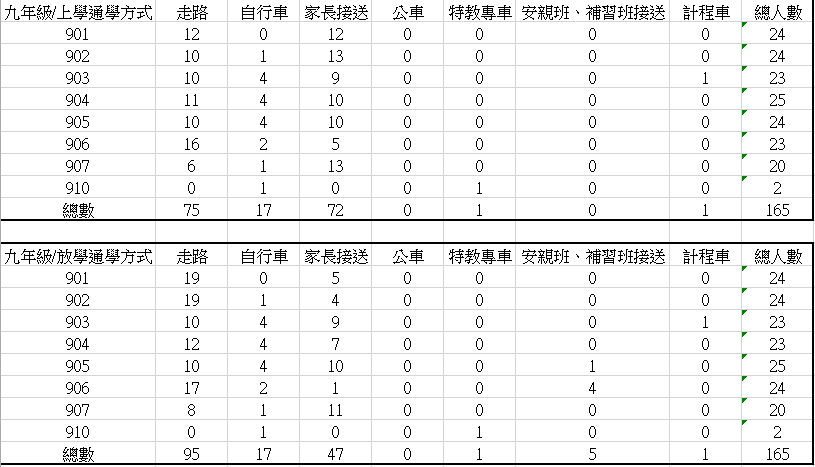 九年級/上學通學方式 走路 自行車 家長接送 公車 特教專車 安親班、補習班接送 計程車 總人數
901 12 0 12 0 0 0 0 24
902 10 1 13 0 0 0 0 24
903 10 4 9 0 0 0 1 23
904 11 4 10 0 0 0 0 25
905 10 4 10 0 0 0 0 24
906 16 2 5 0 0 0 0 23
907 6 1 13 0 0 0 0 20
910 0 1 0 0 1 0 0 2
總數 75 17 72 0 1 0 1 165
九年級/放學通學方式 走路 自行車 家長接送 公車 特教專車 安親班、補習班接送 計程車 總人數
901 19 0 5 0 0 0 0 24
902 19 1 4 0 0 0 0 24
903 10 4 9 0 0 0 1 23
904 12 4 7 0 0 0 0 23
905 10 4 10 0 0 1 0 25
906 17 2 1 0 0 4 0 24
907 8 1 11 0 0 0 0 20
910 0 1 0 0 1 0 0 2
總數 95 17 47 0 1 5 1 165